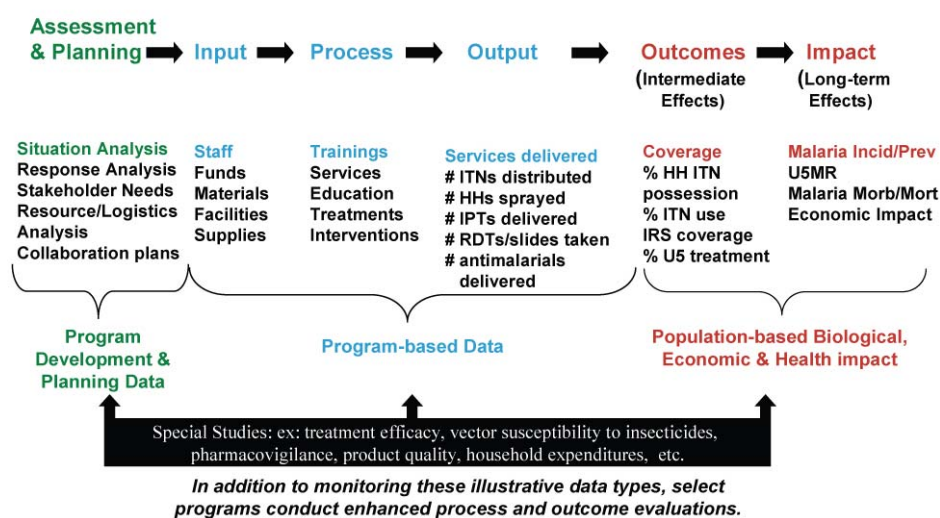 Assessment
& Planning
Input
Process
Output
Outcomes
(Intermediate
Effects)
Impact
(Long-term
Effects)
Situation Analysis
Response Analysis
Stakeholder Needs
Resource/Logistics
Analysis
Collaboration plans
Staff
Funds
Materials
Facilities
Supplies
Trainings
Services
Education
Treatments
Interventions
Services delivered
# ITNs distributed
# HHs sprayed
# IPTs delivered
# RDTs/slides taken
# antimalarials
delivered
Coverage
% HH ITN
possession
% ITN use
IRS coverage
% U5 treatment
Malaria Incid/Prev
U5MR
Malaria Morb/Mort
Economic Impact
Program
Development &
Planning Data
Program-based Data
Population-based Biological,
Economic & Health impact
Special Studies: ex: treatment efficacy, vector susceptibility to insecticides,
pharmacovigilance, product quality, household expenditures, etc.
In addition to monitoring these illustrative data types, select
programs conduct enhanced process and outcome evaluations.